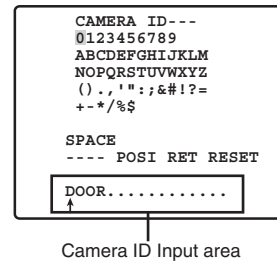 CAMERA ID---
0123456789
ABCDEFGHIJKLM
NOPQRSTUVWXYZ
().,'":;&#!?=
+-*/%$
SPACE
---- POSI RET RESET
DOOR............
Camera ID Input area